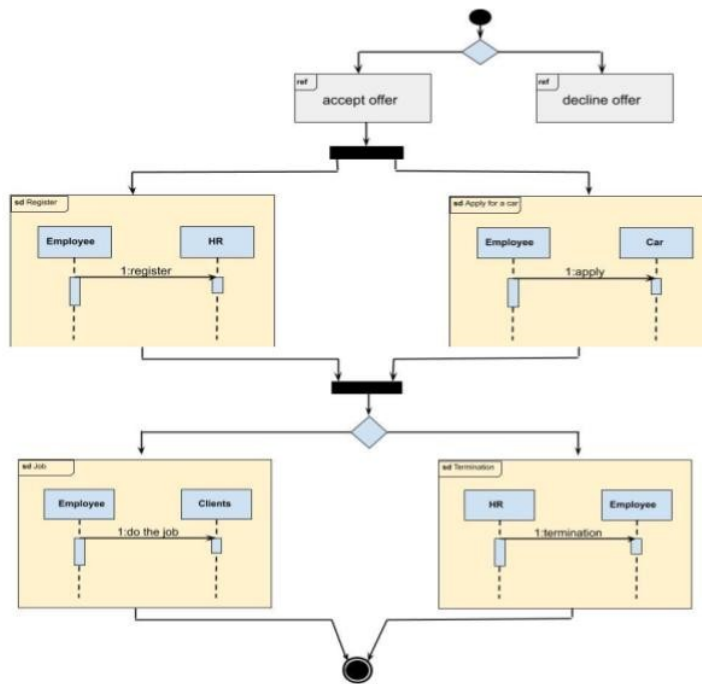 ref
accept offer
ref
decline offer
sd Register
Employee
HR
1:register
sd Apply for a car
Employee
Car
1:apply
sd Job
Employee
Clients
1:do the job
sd Termination
HR
Employee
1:termination